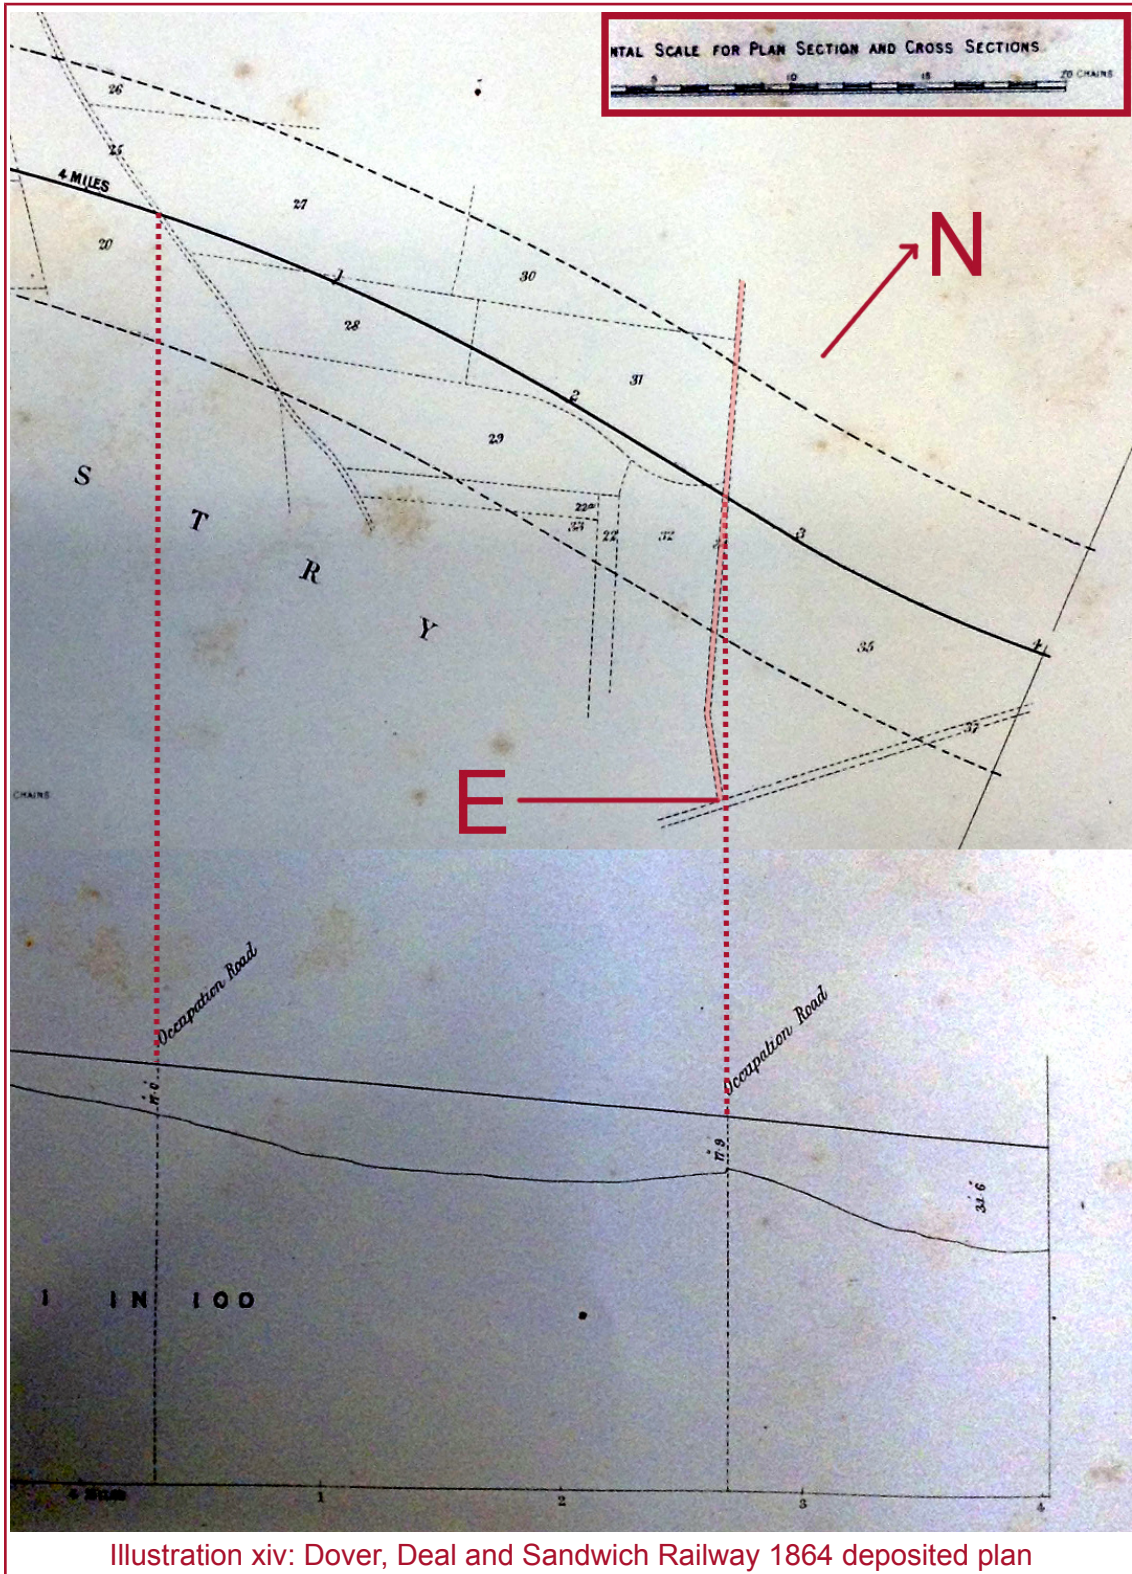 NTAL SCALE FOR PLAN SECTION AND CROSS SECTIONS
5 10 15 20 CHAINS
26
25
4 MILES
27
20
N
1
30
28
31
2
29
S T R Y
22a
33 22 32
3
35
4
37
E
CHAINS
Occupation Road
Occupation Road
1 IN 100
4 Miles 1 2 3 4
Illustration xiv: Dover, Deal and Sandwich Railway 1864 deposited plan